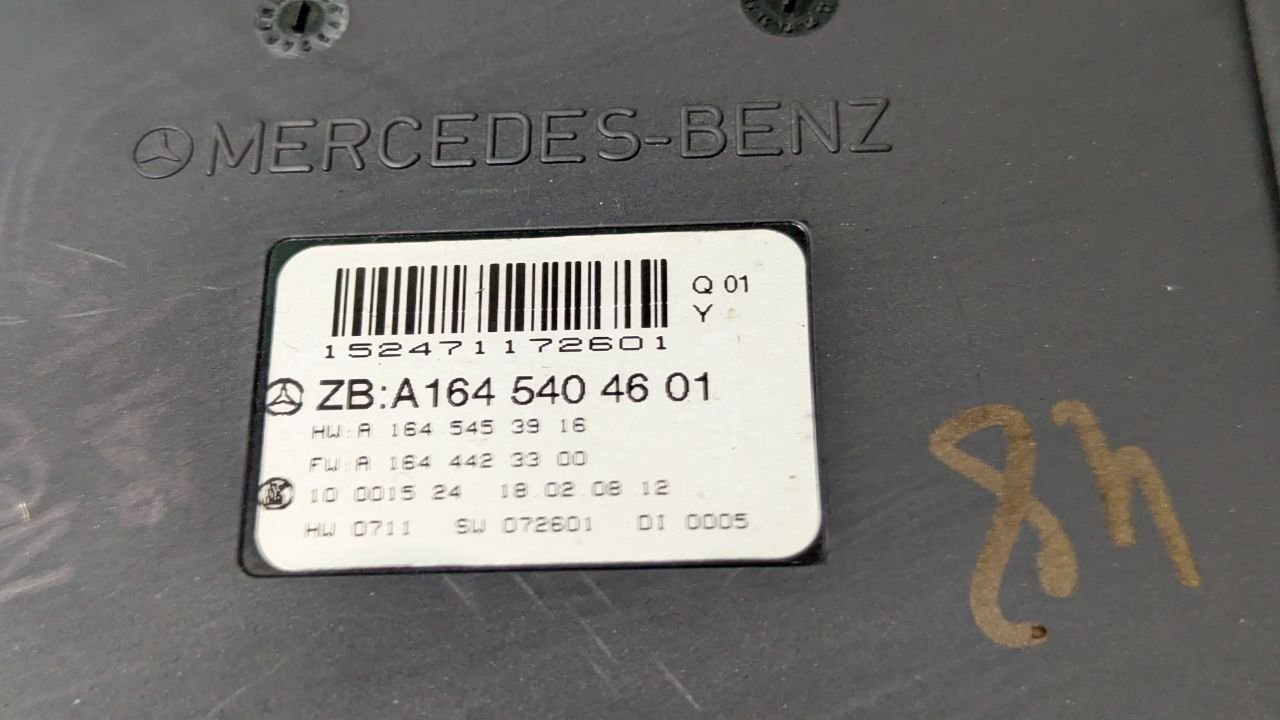 MERCEDES-BENZ
Q 01
Y
152471172601
ZB:A164 540 46 01
HW:A 164 545 39 16
FW:A 164 442 33 00
10 0015 24 18 02 08 12
HW 0711 SW 072601 DI 0005